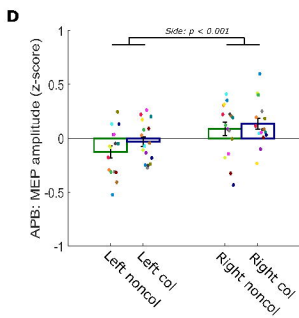 D
Side: p < 0.001
APB: MEP amplitude (z-score)
1
0.5
0
-0.5
-1
Left noncol
Left col
Right noncol
Right col